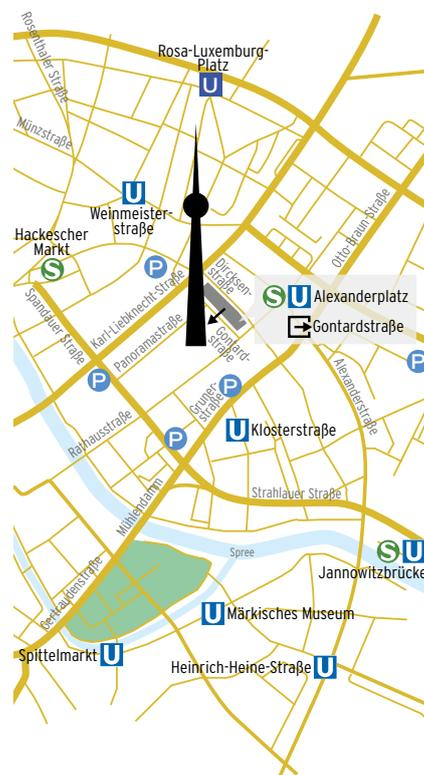 Rosenthaler Straße
Rosa-Luxemburg-
Platz
U
Münzstraße
U
Weinmeister-
straße
Otto-Braun-Straße
Hackescher
Markt
S
P
Dircksen-
straße
Spandauer Straße
Karl-Liebknecht-Straße
Panoramastraße
S U Alexanderplatz
Gontardstraße
Gontard-
straße
Alexanderstraße
P
P
P
Gruner-
straße
Rathausstraße
P
U Klosterstraße
Mühlendamm
Strahlauer Straße
Spree
S U
Jannowitzbrücke
Gertraudenstraße
U Märkisches Museum
Spittelmarkt U
Heinrich-Heine-Straße U